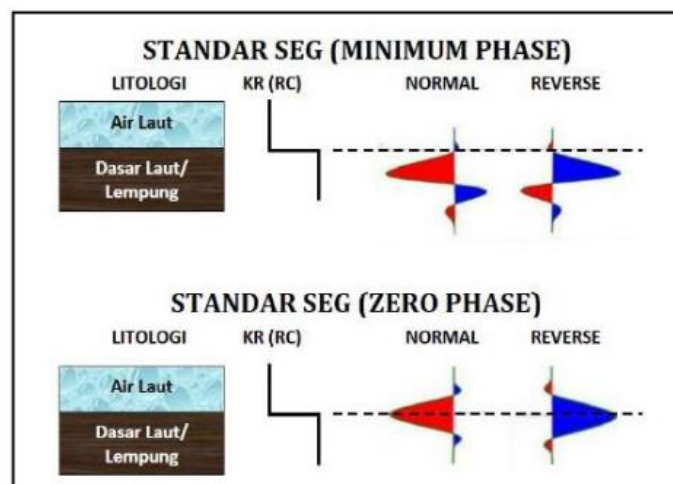 STANDAR SEG (MINIMUM PHASE)
LITOLOGI KR (RC) NORMAL REVERSE
Air Laut
Dasar Laut/
Lempung
STANDAR SEG (ZERO PHASE)
LITOLOGI KR (RC) NORMAL REVERSE
Air Laut
Dasar Laut/
Lempung